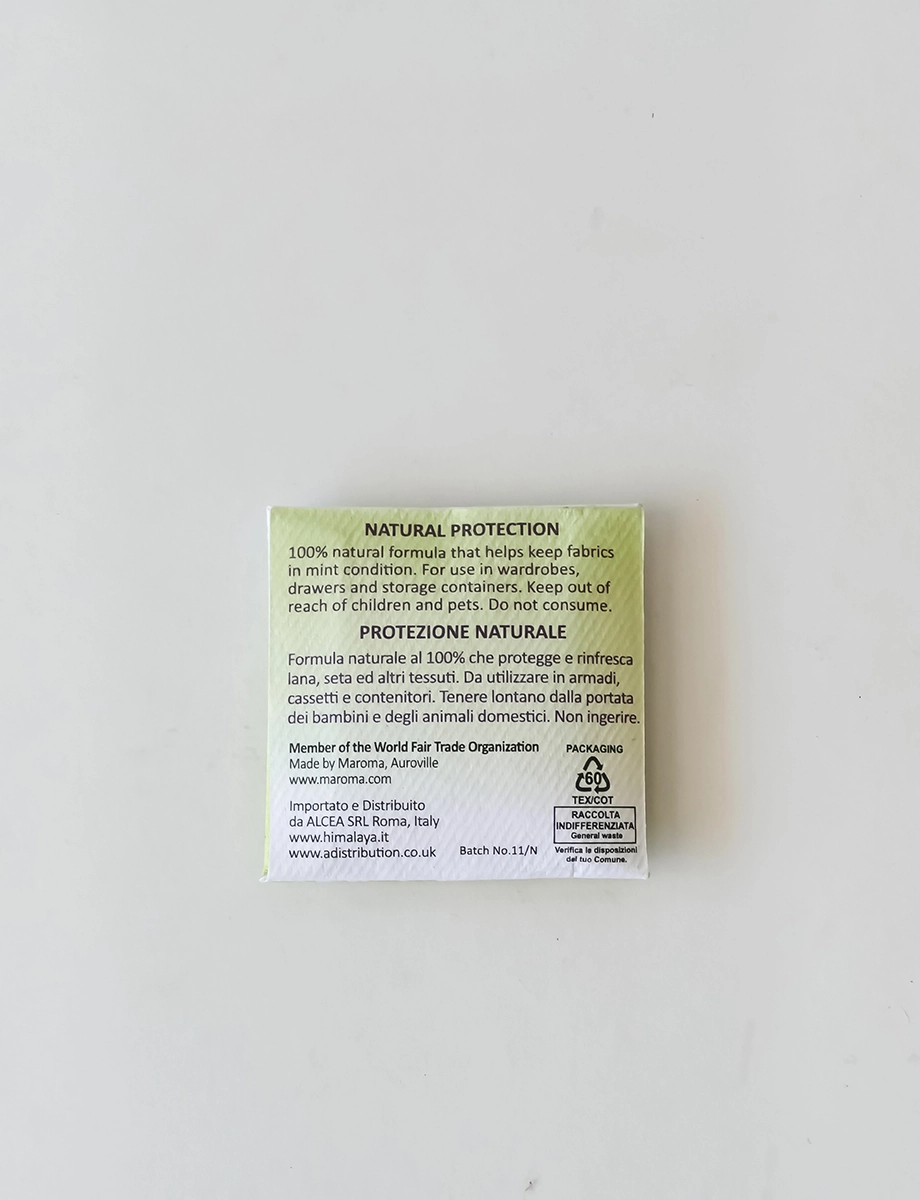 NATURAL PROTECTION
100% natural formula that helps keep fabrics
in mint condition. For use in wardrobes,
drawers and storage containers. Keep out of
reach of children and pets. Do not consume.
PROTEZIONE NATURALE
Formula naturale al 100% che protegge e rinfresca
lana, seta ed altri tessuti. Da utilizzare in armadi,
cassetti e contenitori. Tenere lontano dalla portata
dei bambini e degli animali domestici. Non ingerire.
Member of the World Fair Trade Organization
Made by Maroma, Auroville
www.maroma.com
Importato e Distribuito
da ALCEA SRL Roma, Italy
www.himalaya.it
www.adistribution.co.uk
Batch No.11/N
PACKAGING
60
TEX/COT
RACCOLTA
INDIFFERENZIATA
General waste
Verifica le disposizioni
del tuo Comune.